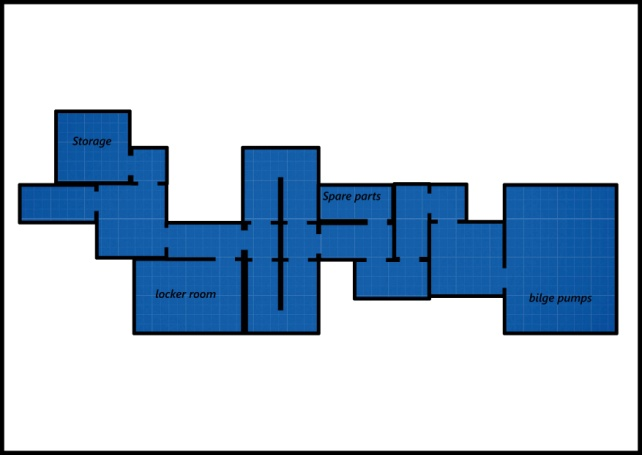 Storage
Spare parts
locker room
bilge pumps